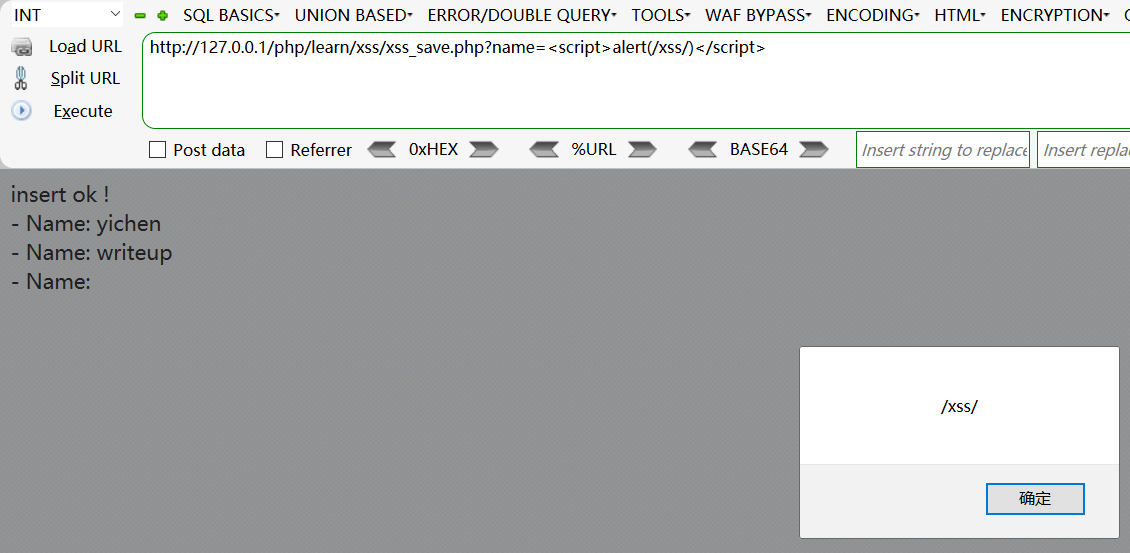 INT SQL BASICS UNION BASED ERROR/DOUBLE QUERY TOOLS WAF BYPASS ENCODING HTML ENCRYPTION
Load URL http://127.0.0.1/php/learn/xss/xss_save.php?name=<script>alert(/xss/)</script>
Split URL
Execute
Post data Referrer 0xHEX %URL BASE64 Insert string to replace Insert repla
insert ok !
- Name: yichen
- Name: writeup
- Name:
/xss/
确定